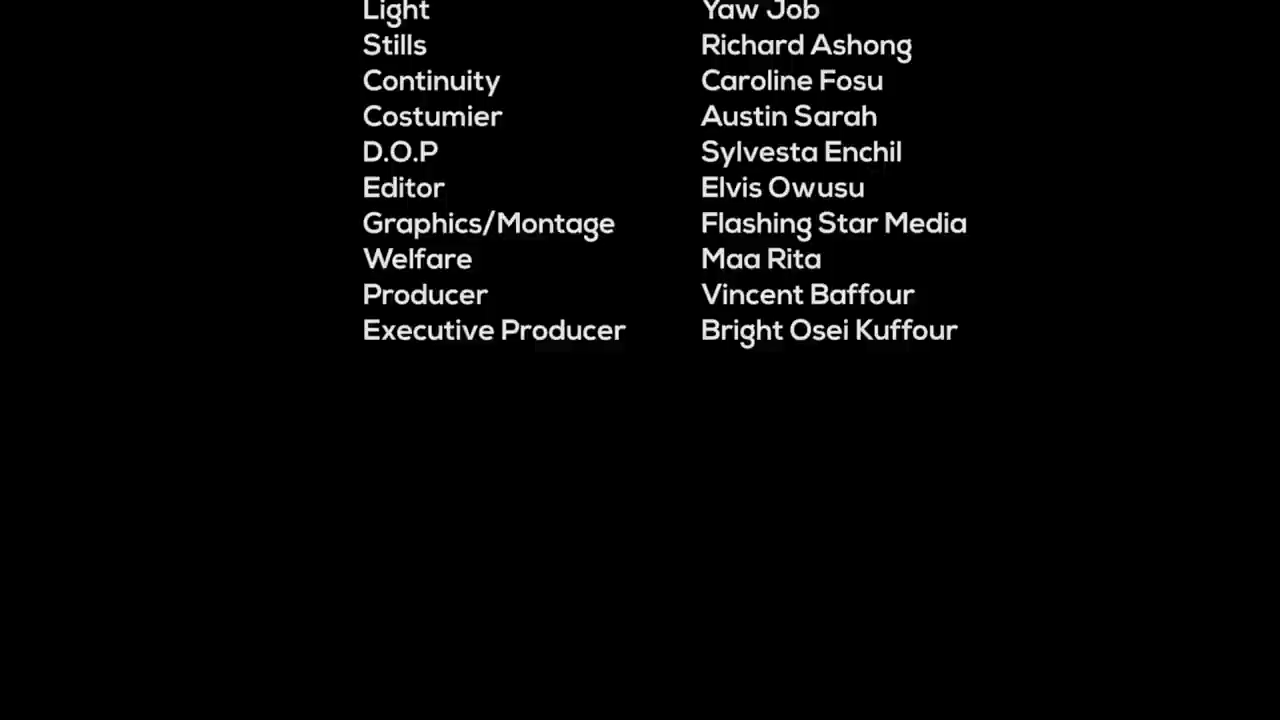 Light Yaw Job
Stills Richard Ashong
Continuity Caroline Fosu
Costumier Austin Sarah
D.O.P Sylvesta Enchil
Editor Elvis Owusu
Graphics/Montage Flashing Star Media
Welfare Maa Rita
Producer Vincent Baffour
Executive Producer Bright Osei Kuffour